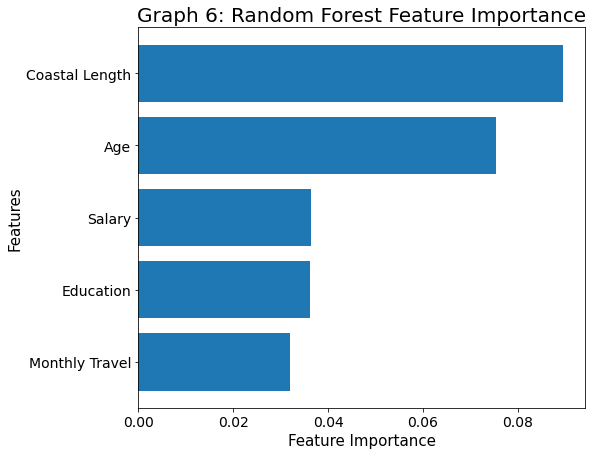 Graph 6: Random Forest Feature Importance
Features
Coastal Length
Age
Salary
Education
Monthly Travel
0.00 0.02 0.04 0.06 0.08
Feature Importance